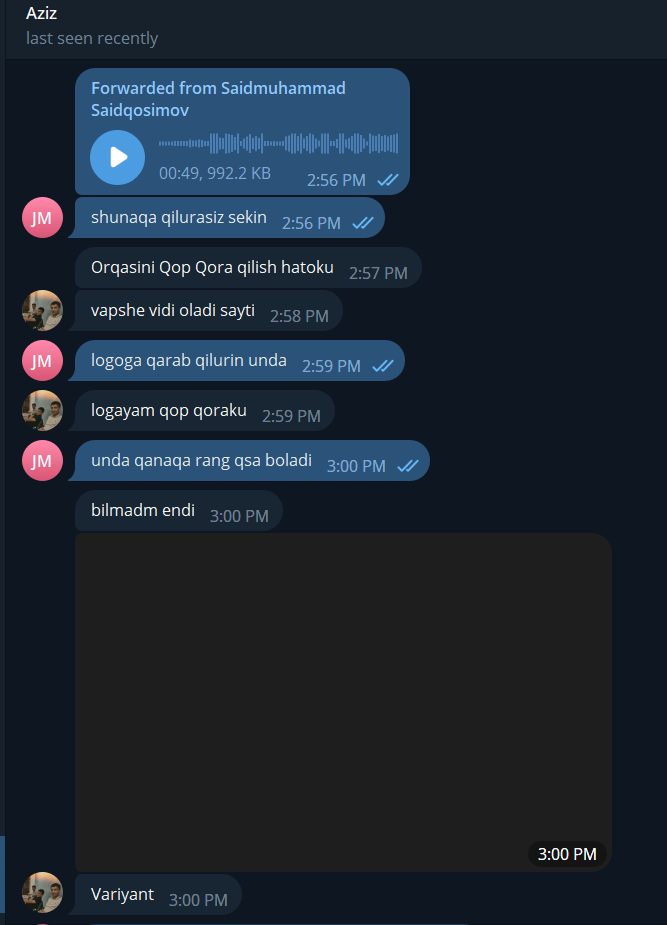 Aziz
last seen recently
Forwarded from Saidmuhammad
Saidqosimov
00:49, 992.2 KB 2:56 PM
JM
shunaqa qilurasiz sekin 2:56 PM
Orqasini Qop Qora qilish hatoku 2:57 PM
vapshe vidi oladi sayti 2:58 PM
JM
logoga qarab qilurin unda 2:59 PM
logayam qop qoraku 2:59 PM
JM
unda qanaqa rang qsa boladi 3:00 PM
bilmadm endi 3:00 PM
3:00 PM
Variyant 3:00 PM